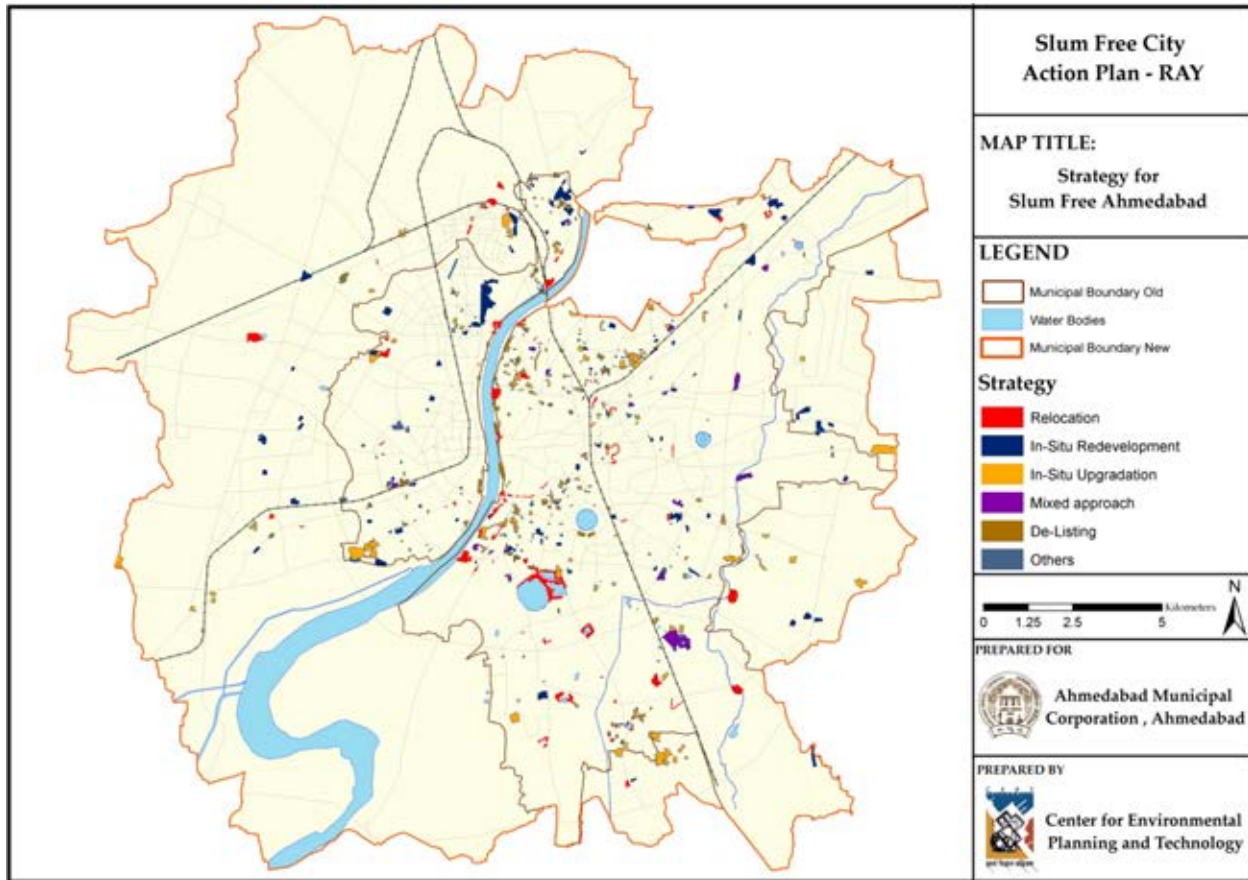 Slum Free City
Action Plan - RAY
MAP TITLE:
Strategy for
Slum Free Ahmedabad
LEGEND
Municipal Boundary Old
Water Bodies
Municipal Boundary New
Strategy
Relocation
In-Situ Redevelopment
In-Situ Upgradation
Mixed approach
De-Listing
Others
N
Kilometers
0 1.25 2.5 5
PREPARED FOR
Ahmedabad Municipal
Corporation , Ahmedabad
PREPARED BY
Center for Environmental
Planning and Technology